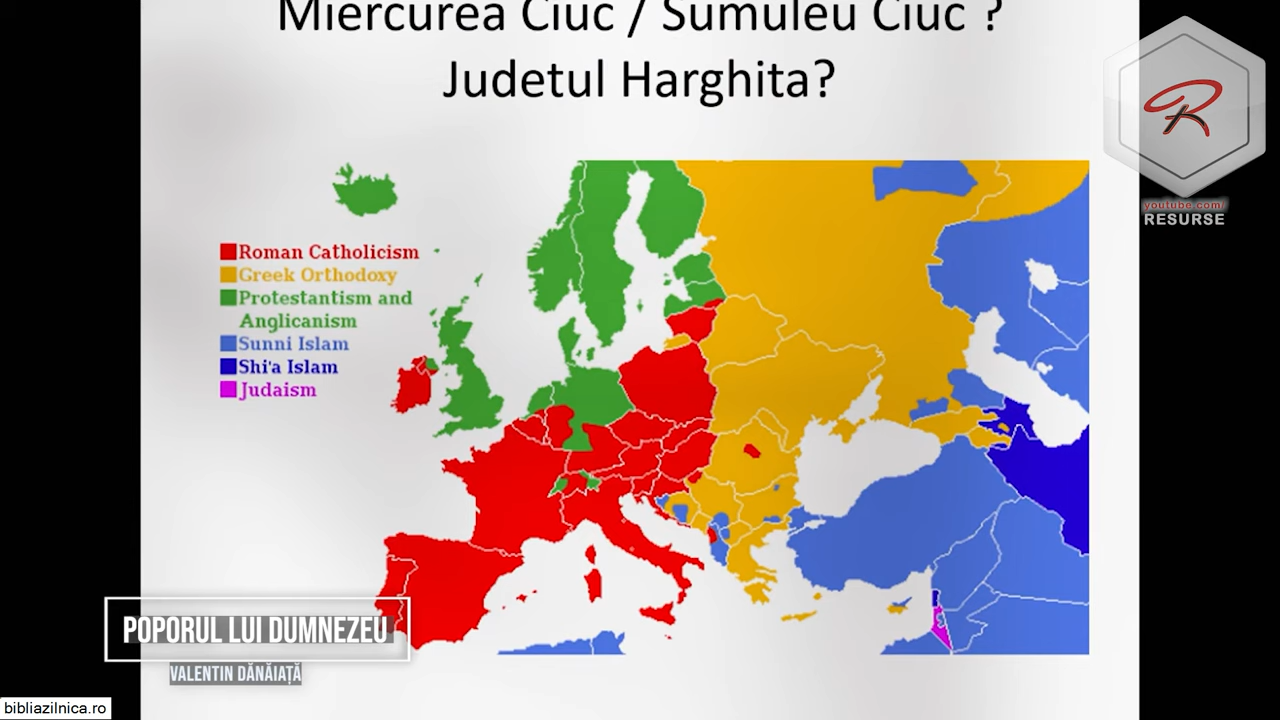 Miercurea Ciuc / Sumuleu Ciuc ?
Judetul Harghita?
R
youtube.com/
RESURSE
Roman Catholicism
Greek Orthodoxy
Protestantism and
Anglicanism
Sunni Islam
Shi'a Islam
Judaism
POPORUL LUI DUMNEZEU
VALENTIN DĂNĂIAȚĂ
bibliazilnica.ro